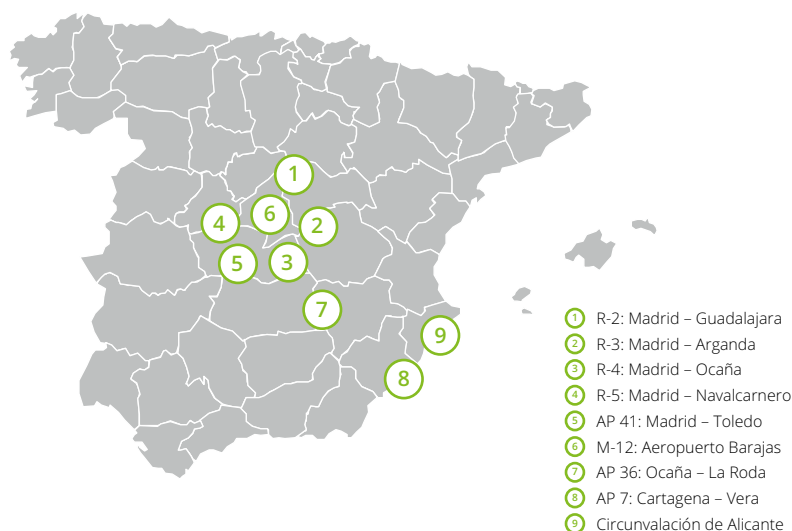 1
6
2
4
5
3
7
9
8
1 R-2: Madrid – Guadalajara
2 R-3: Madrid – Arganda
3 R-4: Madrid – Ocaña
4 R-5: Madrid – Navalcarnero
5 AP 41: Madrid – Toledo
6 M-12: Aeropuerto Barajas
7 AP 36: Ocaña – La Roda
8 AP 7: Cartagena – Vera
9 Circunvalación de Alicante